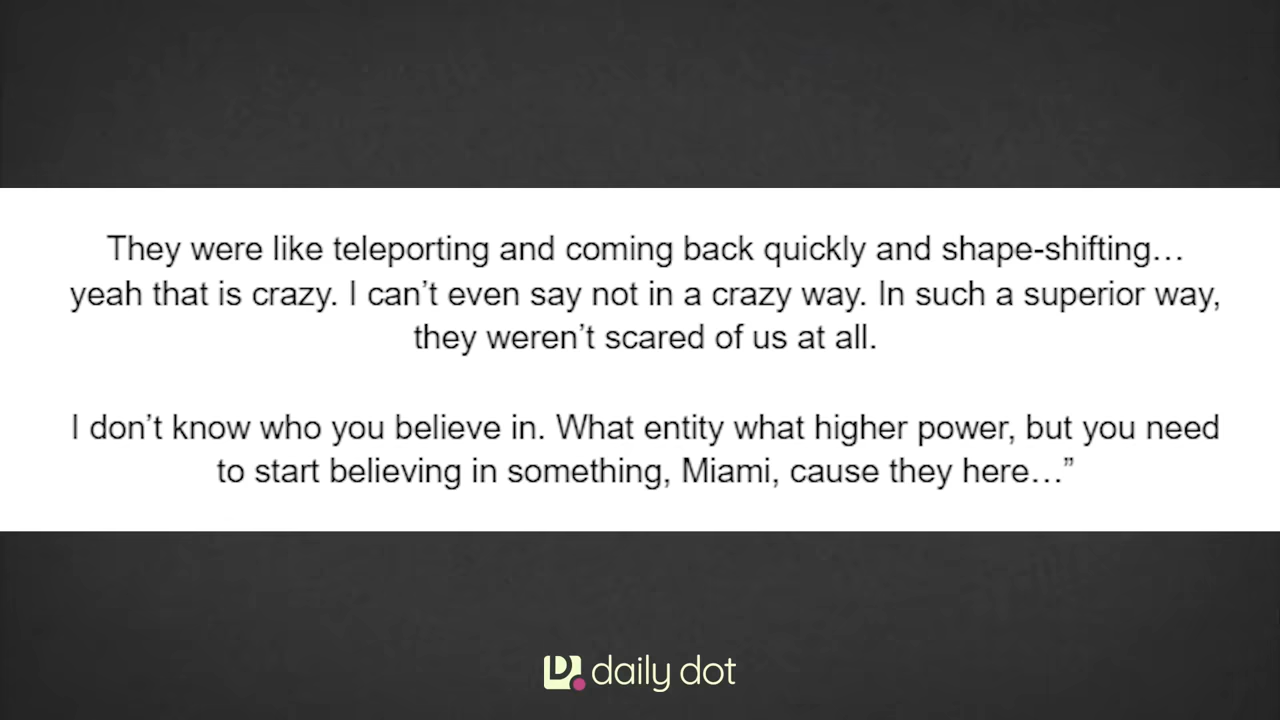 They were like teleporting and coming back quickly and shape-shifting…
yeah that is crazy. I can’t even say not in a crazy way. In such a superior way,
they weren’t scared of us at all.
I don’t know who you believe in. What entity what higher power, but you need
to start believing in something, Miami, cause they here…”
daily dot